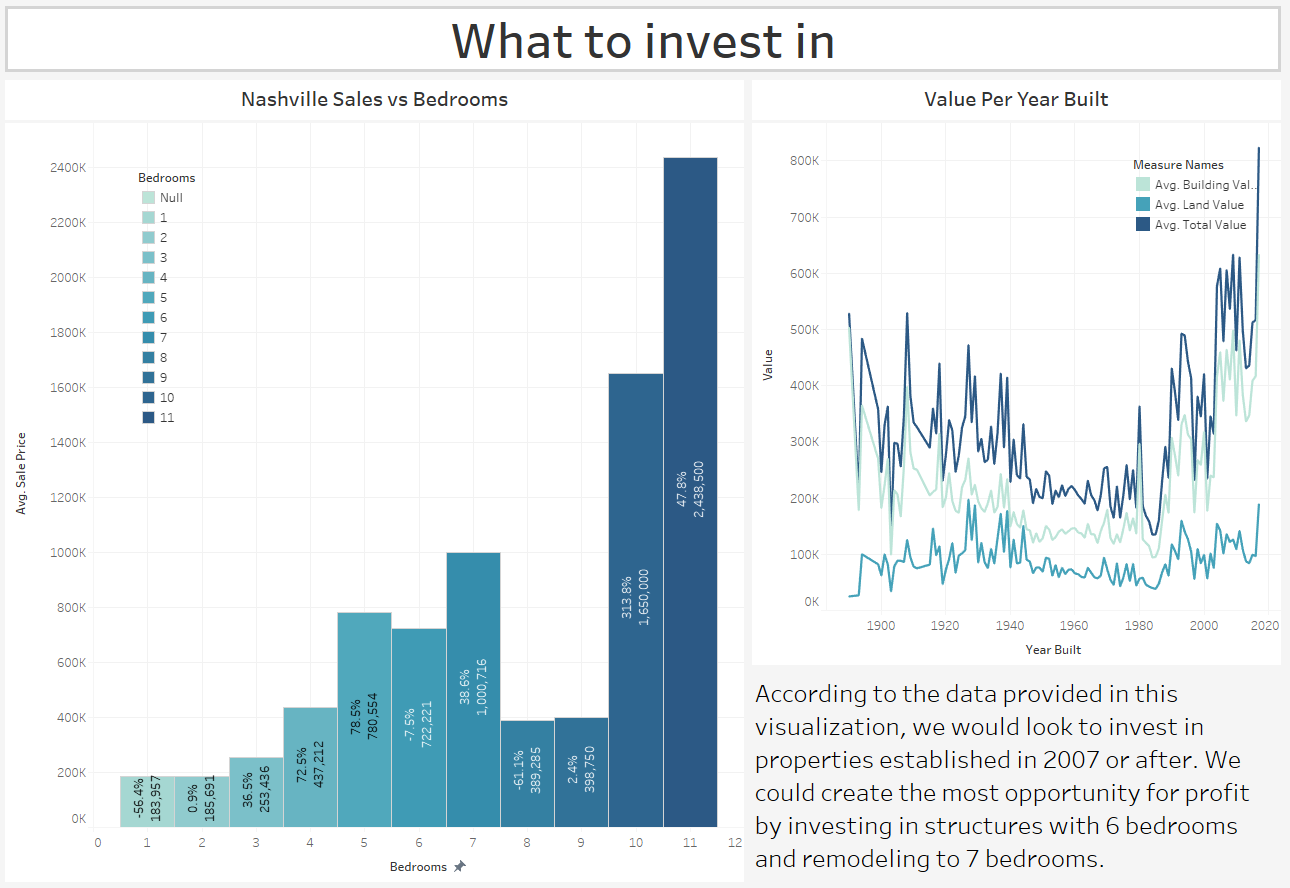 What to invest in
Nashville Sales vs Bedrooms
Avg. Sale Price
2400K
2200K
2000K
1800K
1600K
1400K
1200K
1000K
800K
600K
400K
200K
0K
Bedrooms
Null
1
2
3
4
5
6
7
8
9
10
11
-56.4%
183,957
0.9%
185,691
36.5%
253,436
72.5%
437,212
78.5%
780,554
-7.5%
722,221
38.6%
1,000,716
-61.1%
389,285
2.4%
398,750
313.8%
1,650,000
47.8%
2,438,500
0 1 2 3 4 5 6 7 8 9 10 11 12
Bedrooms
Value Per Year Built
Value
800K
700K
600K
500K
400K
300K
200K
100K
0K
Measure Names
Avg. Building Val..
Avg. Land Value
Avg. Total Value
1900 1920 1940 1960 1980 2000 2020
Year Built
According to the data provided in this
visualization, we would look to invest in
properties established in 2007 or after. We
could create the most opportunity for profit
by investing in structures with 6 bedrooms
and remodeling to 7 bedrooms.